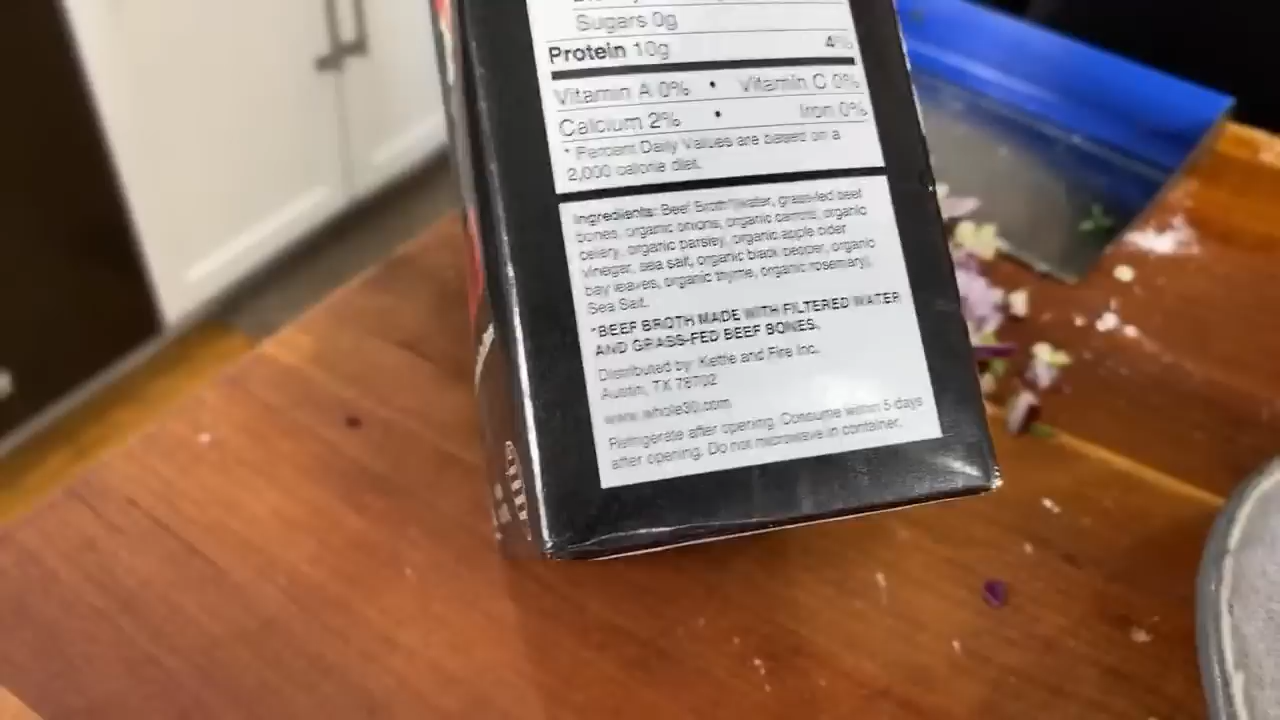 Sugars 0g
Protein 10g 4%
Vitamin A 0% • Vitamin C 0%
Calcium 2% • Iron 0%
* Percent Daily Values are based on a
2,000 calorie diet.
Ingredients: Beef Broth (water, grass-fed beef
bones, organic onions, organic carrots, organic
celery, organic parsley, organic apple cider
vinegar, sea salt, organic black pepper, organic
bay leaves, organic thyme, organic rosemary),
Sea Salt.
*BEEF BROTH MADE WITH FILTERED WATER
AND GRASS-FED BEEF BONES.
Distributed by: Kettle and Fire Inc.
Austin, TX 78702
www.whole30.com
Refrigerate after opening. Consume within 5 days
after opening. Do not microwave in container.